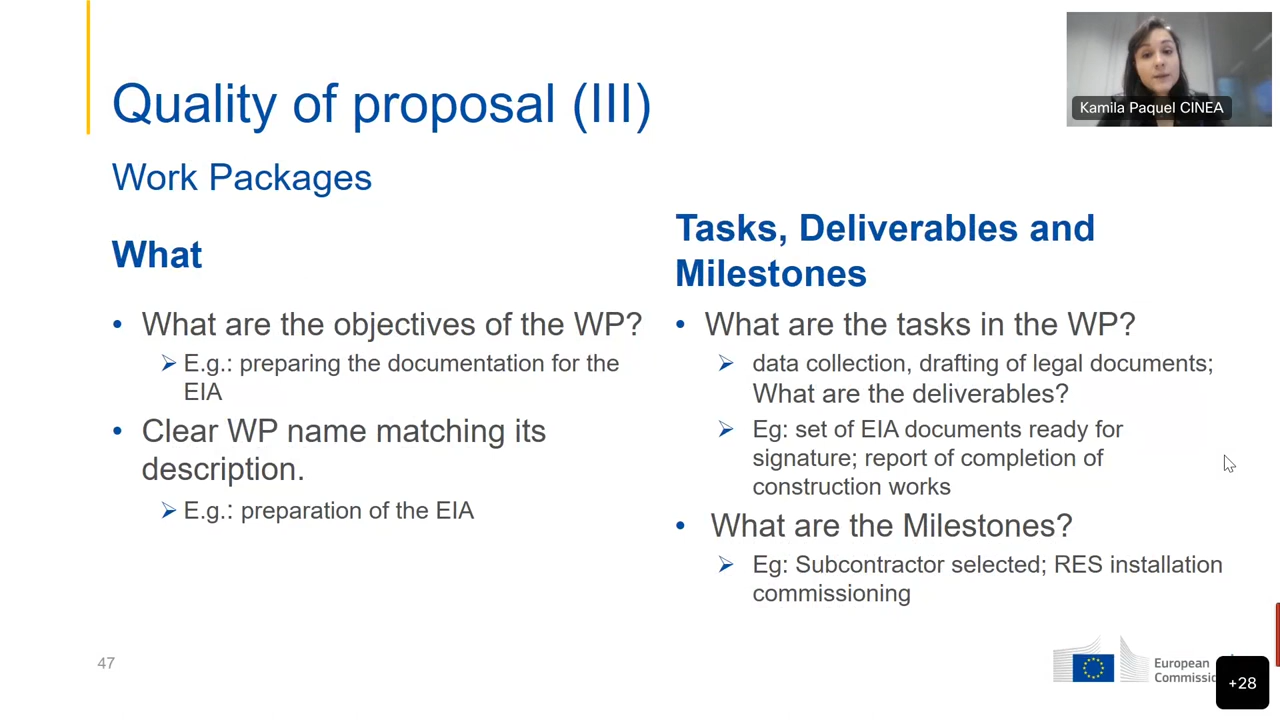 Quality of proposal (III)
Kamila Paquel CINEA
Work Packages
What
What are the objectives of the WP?
E.g.: preparing the documentation for the
EIA
Clear WP name matching its
description.
E.g.: preparation of the EIA
Tasks, Deliverables and
Milestones
What are the tasks in the WP?
data collection, drafting of legal documents;
What are the deliverables?
Eg: set of EIA documents ready for
signature; report of completion of
construction works
What are the Milestones?
Eg: Subcontractor selected; RES installation
commissioning
47
European
+28